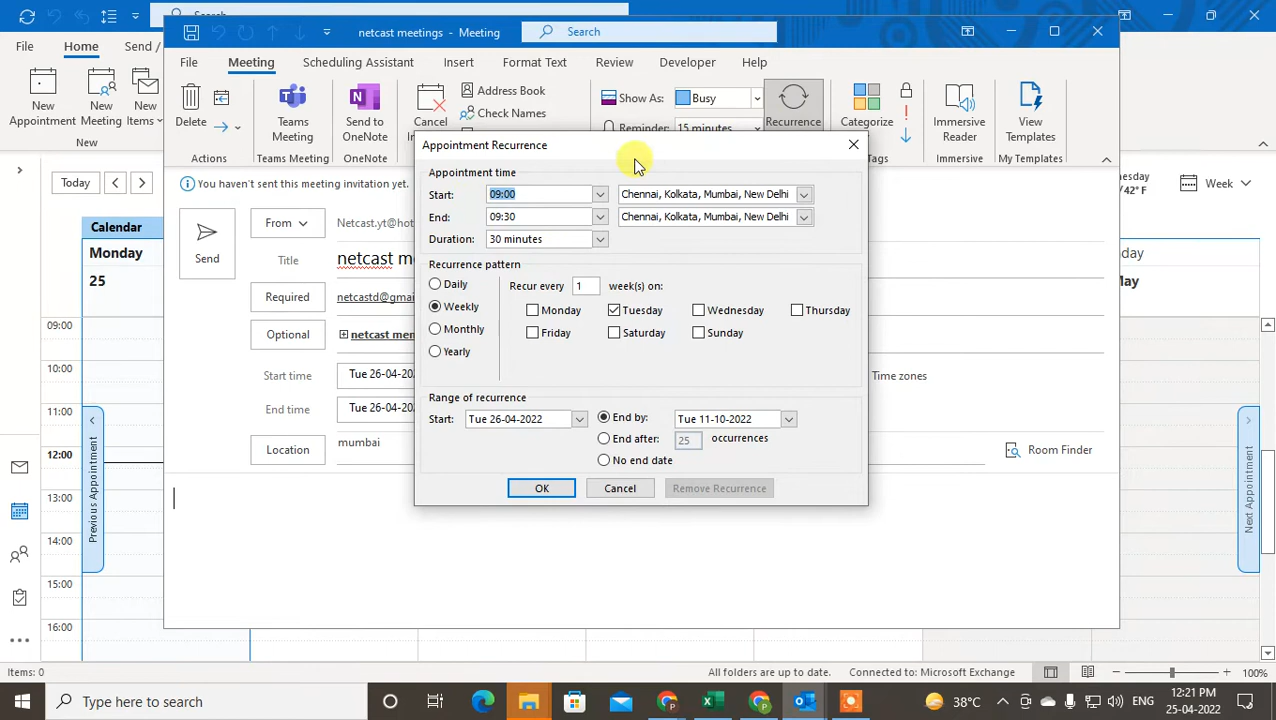 Search
File
Home
Send /
New
Appointment
New
Meeting
New
Items
New
Today
Calendar
Monday
25
09:00
10:00
11:00
12:00
13:00
14:00
15:00
16:00
Previous Appointment
netcast meetings - Meeting
Search
File
Meeting
Scheduling Assistant
Insert
Format Text
Review
Developer
Help
Delete
Actions
Teams
Meeting
Teams Meeting
Send to
OneNote
OneNote
Cancel
Address Book
Check Names
Show As:
Busy
Reminder:
15 minutes
Recurrence
Categorize
Tags
Immersive
Reader
Immersive
View
Templates
My Templates
You haven't sent this meeting invitation yet.
Send
From
Netcast.yt@hot
Title
netcast me
Required
netcastd@gmai
Optional
netcast mem
Start time
Tue 26-04-202
End time
Tue 26-04-202
Time zones
Location
mumbai
Room Finder
Appointment Recurrence
Appointment time
Start:
09:00
Chennai, Kolkata, Mumbai, New Delhi
End:
09:30
Chennai, Kolkata, Mumbai, New Delhi
Duration:
30 minutes
Recurrence pattern
Daily
Weekly
Monthly
Yearly
Recur every 1 week(s) on:
Monday
Tuesday
Wednesday
Thursday
Friday
Saturday
Sunday
Range of recurrence
Start:
Tue 26-04-2022
End by:
Tue 11-10-2022
End after:
25
occurrences
No end date
OK
Cancel
Remove Recurrence
/ 42° F
Week
Next Appointment
Items: 0
All folders are up to date.
Connected to: Microsoft Exchange
100%
Type here to search
38°C
ENG
12:21 PM
25-04-2022